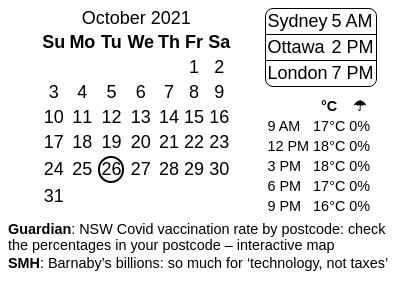 October 2021
Su Mo Tu We Th Fr Sa
1 2
3 4 5 6 7 8 9
10 11 12 13 14 15 16
17 18 19 20 21 22 23
24 25 26 27 28 29 30
31
Sydney 5 AM
Ottawa 2 PM
London 7 PM
°C ☂
9 AM 17°C 0%
12 PM 18°C 0%
3 PM 18°C 0%
6 PM 17°C 0%
9 PM 16°C 0%
Guardian: NSW Covid vaccination rate by postcode: check
the percentages in your postcode – interactive map
SMH: Barnaby's billions: so much for ‘technology, not taxes’